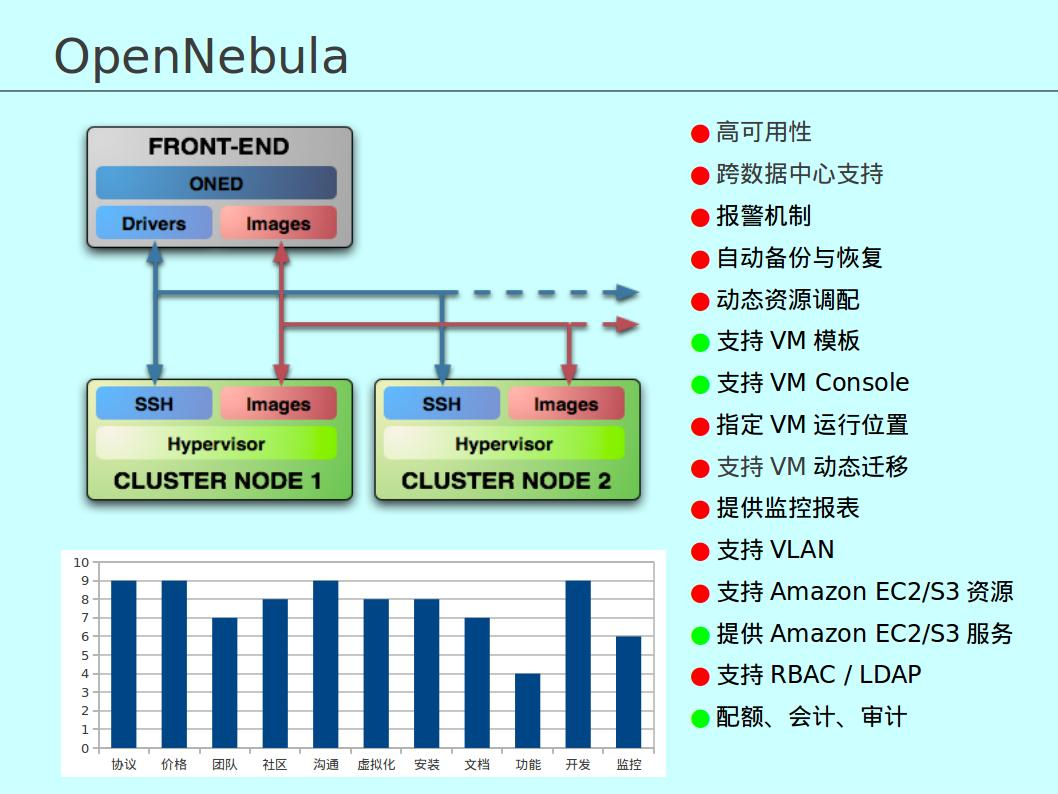 OpenNebula
FRONT-END
ONED
Drivers Images
SSH Images
Hypervisor
CLUSTER NODE 1
SSH Images
Hypervisor
CLUSTER NODE 2
高可用性
跨数据中心支持
报警机制
自动备份与恢复
动态资源调配
支持 VM 模板
支持 VM Console
指定 VM 运行位置
支持 VM 动态迁移
提供监控报表
支持 VLAN
支持 Amazon EC2/S3 资源
提供 Amazon EC2/S3 服务
支持 RBAC / LDAP
配额、会计、审计
10
9
8
7
6
5
4
3
2
1
0
协议 价格 团队 社区 沟通 虚拟化 安装 文档 功能 开发 监控